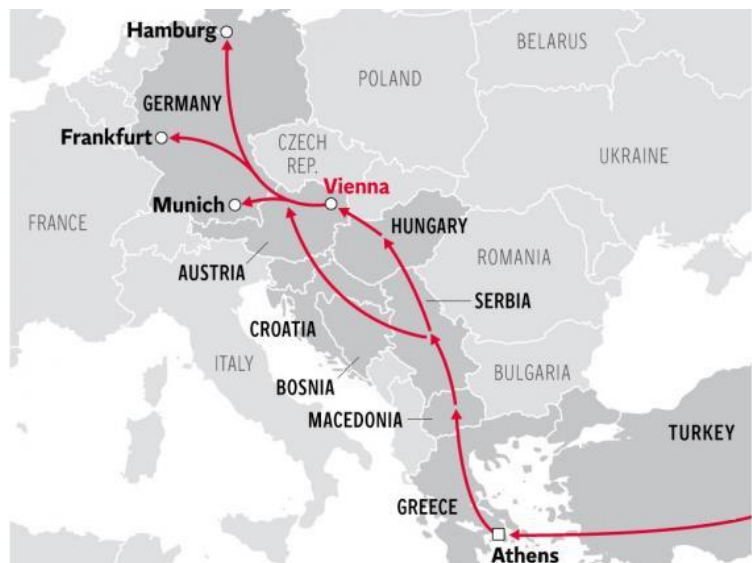 Hamburg
BELARUS
POLAND
GERMANY
Frankfurt
CZECH
REP.
UKRAINE
Vienna
Munich
FRANCE
HUNGARY
ROMANIA
AUSTRIA
SERBIA
CROATIA
ITALY
BOSNIA
BULGARIA
MACEDONIA
TURKEY
GREECE
Athens